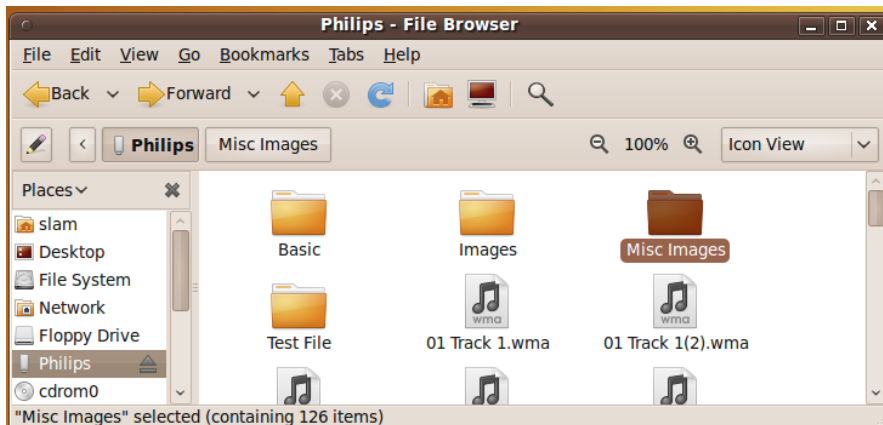 Philips - File Browser
File Edit View Go Bookmarks Tabs Help
Back Forward
Philips Misc Images 100% Icon View
Places
slam
Desktop
File System
Network
Floppy Drive
Philips
cdrom0
Basic Images Misc Images
Test File 01 Track 1.wma 01 Track 1(2).wma
wma wma
"Misc Images" selected (containing 126 items)